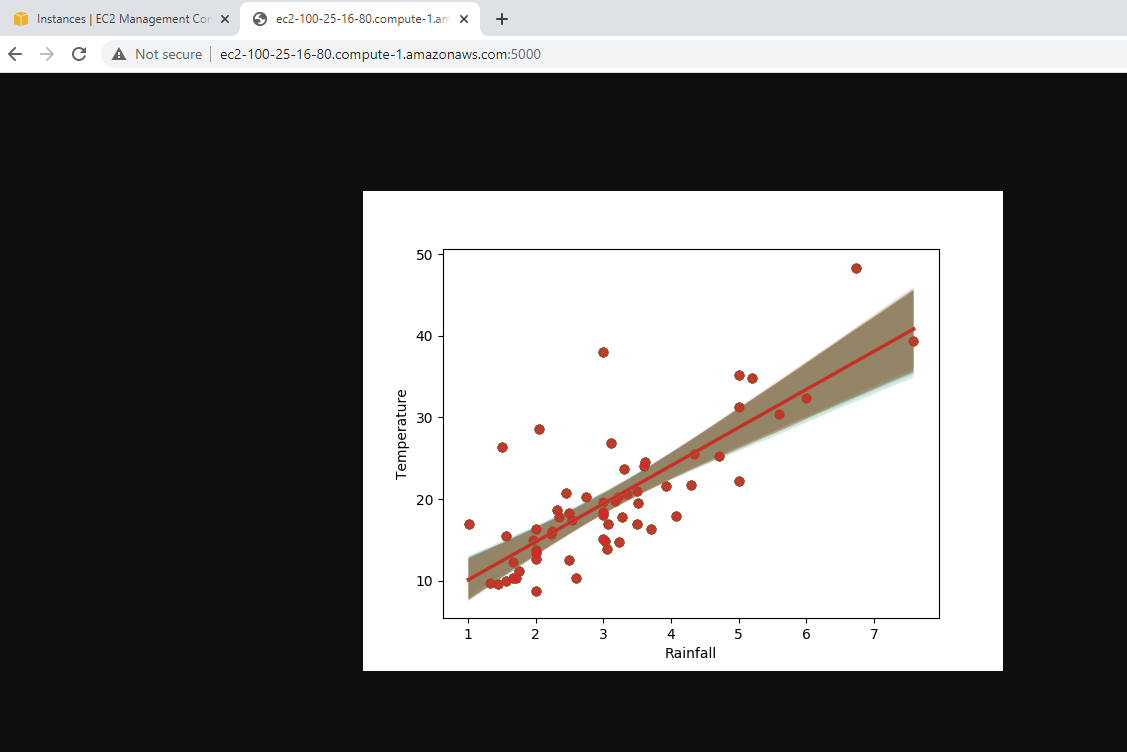 Instances | EC2 Management Con
ec2-100-25-16-80.compute-1.am
Not secure | ec2-100-25-16-80.compute-1.amazonaws.com:5000
50
40
30
20
10
Temperature
1 2 3 4 5 6 7
Rainfall